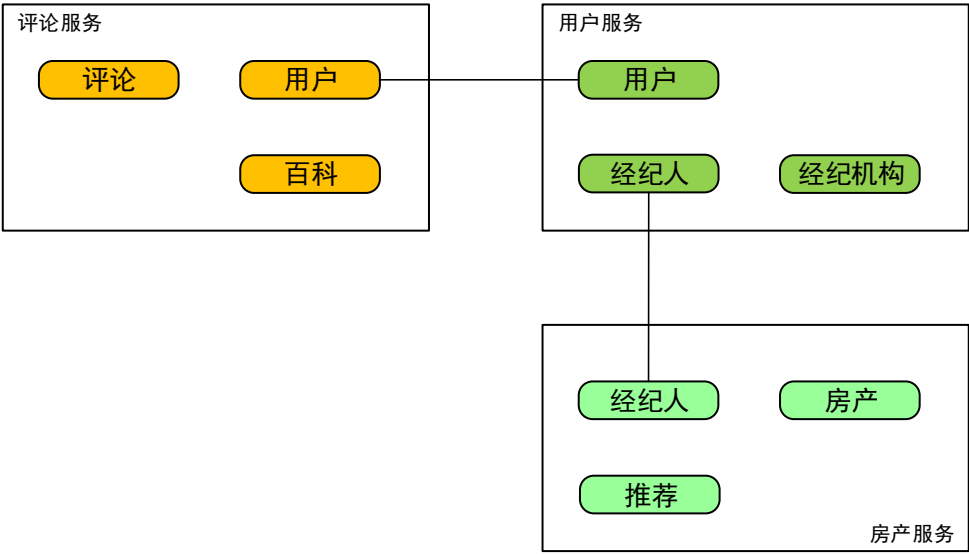 评论服务
评论
用户
百科
用户服务
用户
经纪人
经纪机构
经纪人
房产
推荐
房产服务